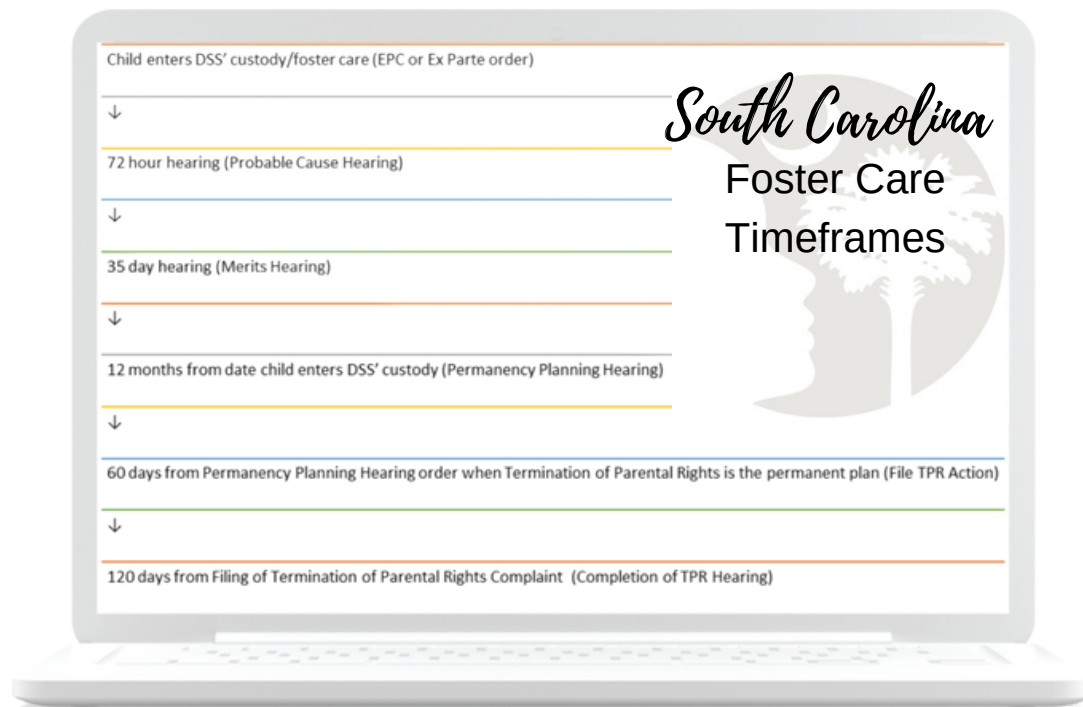 Child enters DSS' custody/foster care (EPC or Ex Parte order)
↓
72 hour hearing (Probable Cause Hearing)
↓
35 day hearing (Merits Hearing)
↓
12 months from date child enters DSS' custody (Permanency Planning Hearing)
↓
60 days from Permanency Planning Hearing order when Termination of Parental Rights is the permanent plan (File TPR Action)
↓
120 days from Filing of Termination of Parental Rights Complaint (Completion of TPR Hearing)
South Carolina
Foster Care
Timeframes